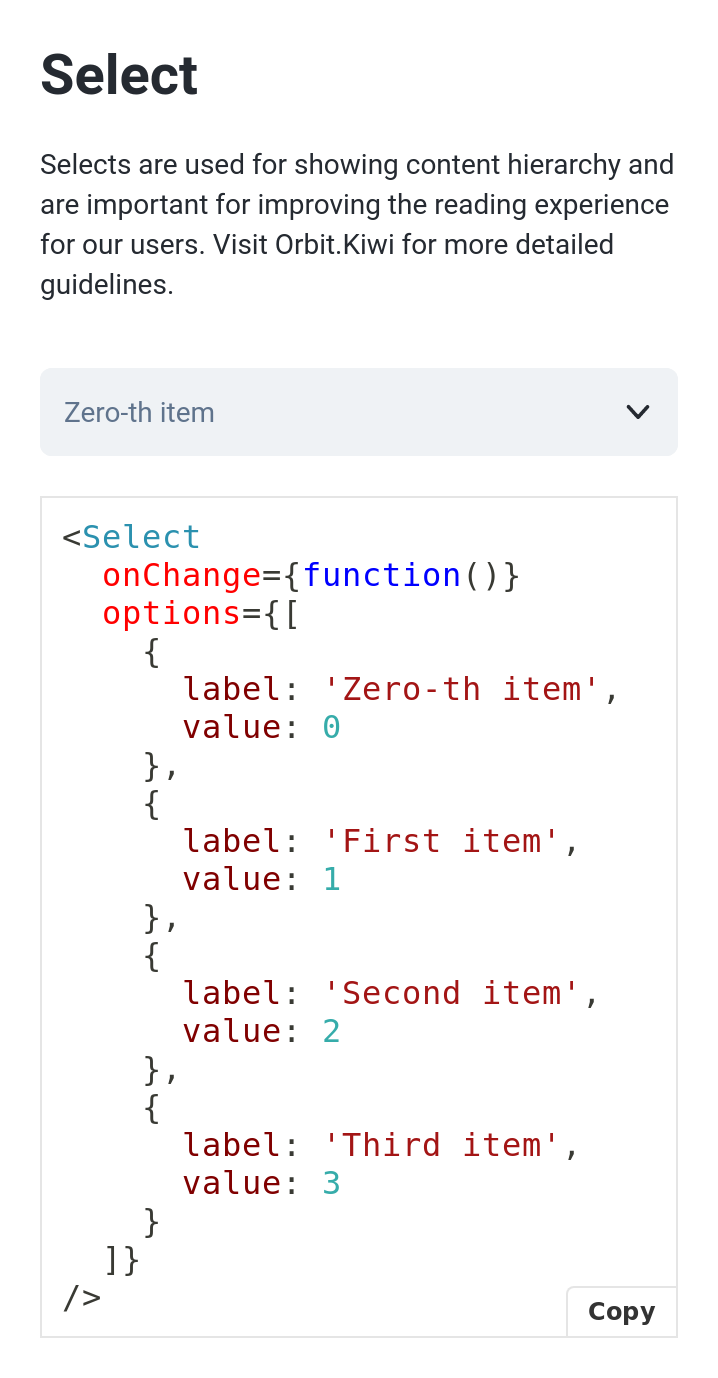 Select
Selects are used for showing content hierarchy and
are important for improving the reading experience
for our users. Visit Orbit.Kiwi for more detailed
guidelines.
Zero-th item
<Select
  onChange={function()}
  options={[
    {
      label: 'Zero-th item',
      value: 0
    },
    {
      label: 'First item',
      value: 1
    },
    {
      label: 'Second item',
      value: 2
    },
    {
      label: 'Third item',
      value: 3
    }
  ]}
/>
Copy